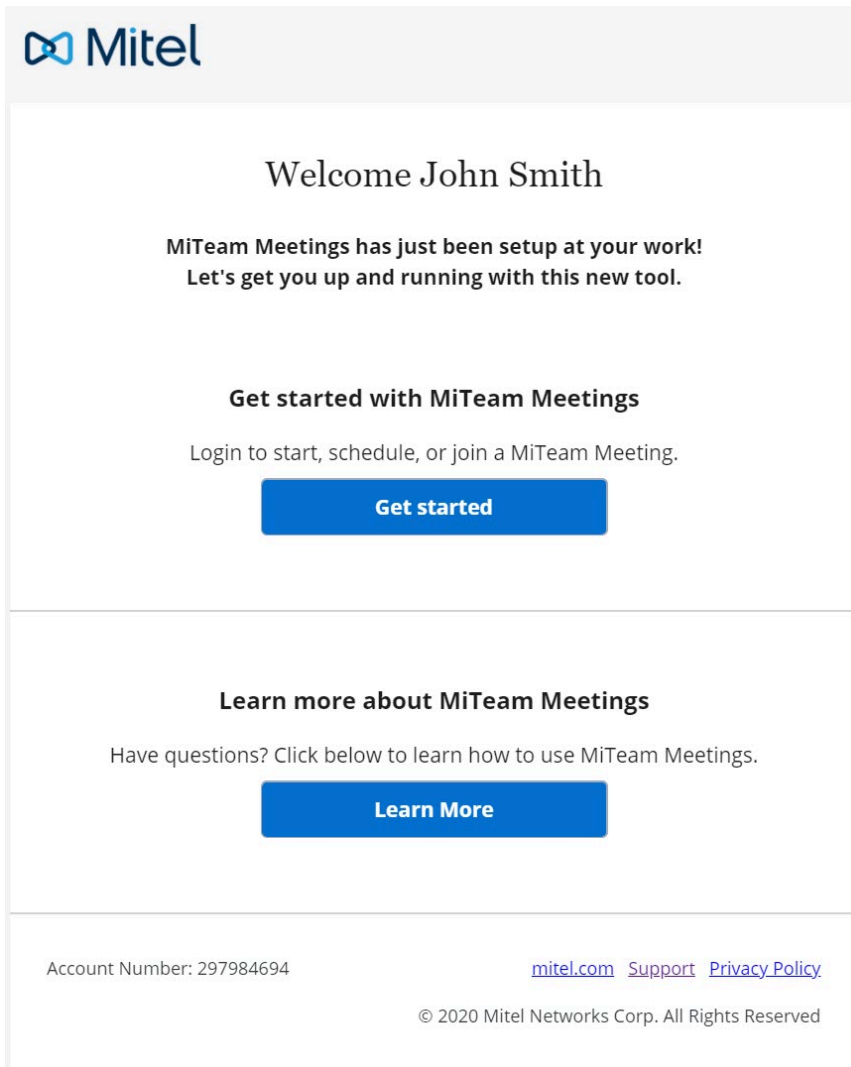 Mitel
Welcome John Smith
MiTeam Meetings has just been setup at your work!
Let's get you up and running with this new tool.
Get started with MiTeam Meetings
Login to start, schedule, or join a MiTeam Meeting.
Get started
Learn more about MiTeam Meetings
Have questions? Click below to learn how to use MiTeam Meetings.
Learn More
Account Number: 297984694 mitel.com Support Privacy Policy
© 2020 Mitel Networks Corp. All Rights Reserved